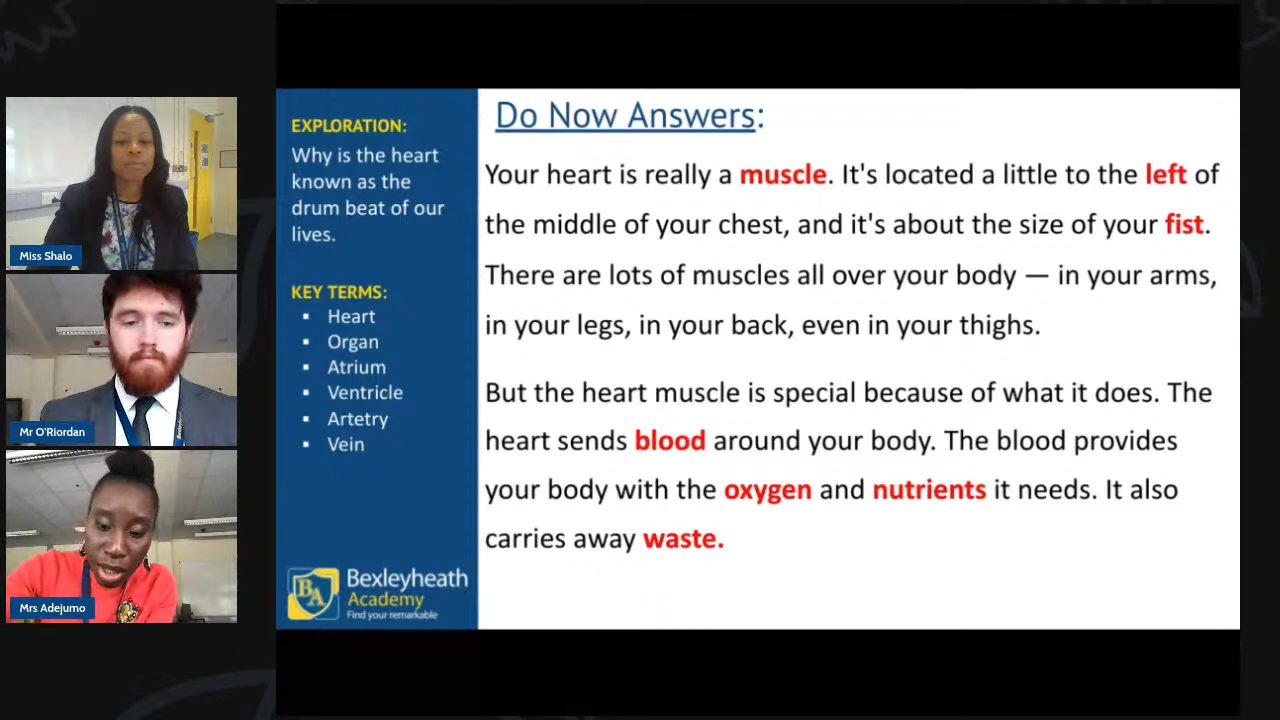 Miss Shalo
Mr O'Riordan
Mrs Adejumo
EXPLORATION:
Why is the heart
known as the
drum beat of our
lives.
KEY TERMS:
▪ Heart
▪ Organ
▪ Atrium
▪ Ventricle
▪ Artetry
▪ Vein
BA
Bexleyheath
Academy
Find your remarkable
Do Now Answers:
Your heart is really a muscle. It's located a little to the left of
the middle of your chest, and it's about the size of your fist.
There are lots of muscles all over your body — in your arms,
in your legs, in your back, even in your thighs.
But the heart muscle is special because of what it does. The
heart sends blood around your body. The blood provides
your body with the oxygen and nutrients it needs. It also
carries away waste.